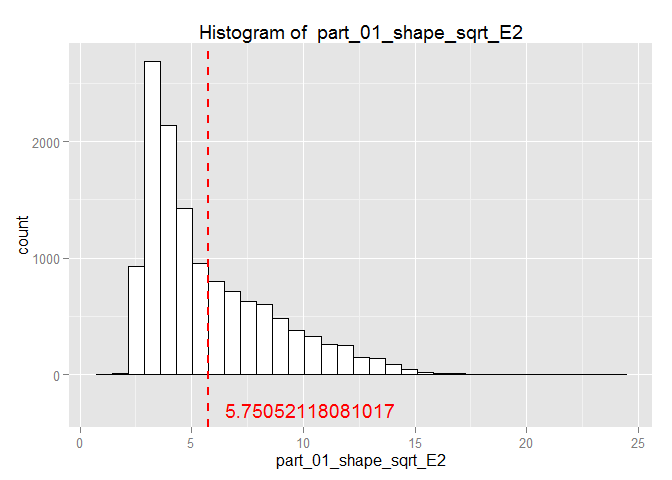 Histogram of  part_01_shape_sqrt_E2
count
2000
1000
0
5.75052118081017
0 5 10 15 20 25
part_01_shape_sqrt_E2